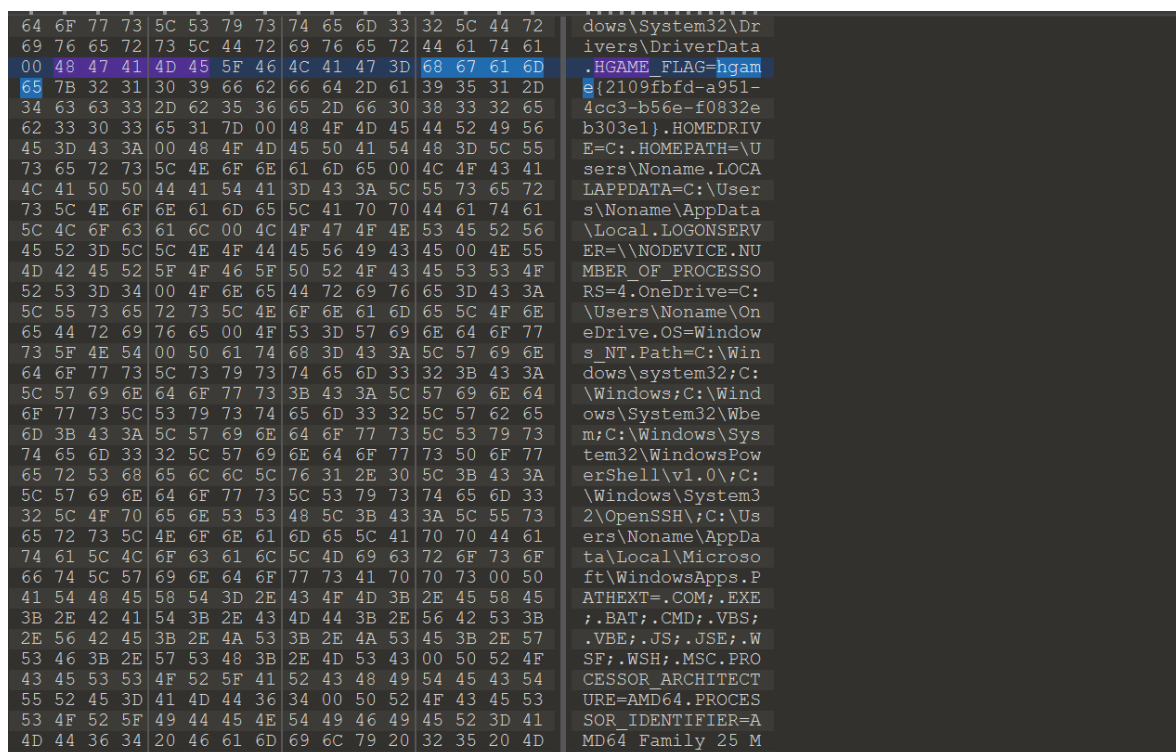 64 6F 77 73 5C 53 79 73 74 65 6D 33 32 5C 44 72 dows\System32\Dr
69 76 65 72 73 5C 44 72 69 76 65 72 44 61 74 61 ivers\DriverData
00 48 47 41 4D 45 5F 46 4C 41 47 3D 68 67 61 6D .HGAME_FLAG=hgam
65 7B 32 31 30 39 66 62 66 64 2D 61 39 35 31 2D e{2109fbfd-a951-
34 63 63 33 2D 62 35 36 65 2D 66 30 38 33 32 65 4cc3-b56e-f0832e
62 33 30 33 65 31 7D 00 48 4F 4D 45 44 52 49 56 b303e1}.HOMEDRIV
45 3D 43 3A 00 48 4F 4D 45 50 41 54 48 3D 5C 55 E=C:.HOMEPATH=\U
73 65 72 73 5C 4E 6F 6E 61 6D 65 00 4C 4F 43 41 sers\Noname.LOCA
4C 41 50 50 44 41 54 41 3D 43 3A 5C 55 73 65 72 LAPPDATA=C:\User
73 5C 4E 6F 6E 61 6D 65 5C 41 70 70 44 61 74 61 s\Noname\AppData
5C 4C 6F 63 61 6C 00 4C 4F 47 4F 4E 53 45 52 56 \Local.LOGONSERV
45 52 3D 5C 5C 4E 4F 44 45 56 49 43 45 00 4E 55 ER=\\NODEVICE.NU
4D 42 45 52 5F 4F 46 5F 50 52 4F 43 45 53 53 4F MBER_OF_PROCESSO
52 53 3D 34 00 4F 6E 65 44 72 69 76 65 3D 43 3A RS=4.OneDrive=C:
5C 55 73 65 72 73 5C 4E 6F 6E 61 6D 65 5C 4F 6E \Users\Noname\On
65 44 72 69 76 65 00 4F 53 3D 57 69 6E 64 6F 77 eDrive.OS=Window
73 5F 4E 54 00 50 61 74 68 3D 43 3A 5C 57 69 6E s_NT.Path=C:\Win
64 6F 77 73 5C 73 79 73 74 65 6D 33 32 3B 43 3A dows\system32;C:
5C 57 69 6E 64 6F 77 73 3B 43 3A 5C 57 69 6E 64 \Windows;C:\Wind
6F 77 73 5C 53 79 73 74 65 6D 33 32 5C 57 62 65 ows\System32\Wbe
6D 3B 43 3A 5C 57 69 6E 64 6F 77 73 5C 53 79 73 m;C:\Windows\Sys
74 65 6D 33 32 5C 57 69 6E 64 6F 77 73 50 6F 77 tem32\WindowsPow
65 72 53 68 65 6C 6C 5C 76 31 2E 30 5C 3B 43 3A erShell\v1.0\;C:
5C 57 69 6E 64 6F 77 73 5C 53 79 73 74 65 6D 33 \Windows\System3
32 5C 4F 70 65 6E 53 53 48 5C 3B 43 3A 5C 55 73 2\OpenSSH\;C:\Us
65 72 73 5C 4E 6F 6E 61 6D 65 5C 41 70 70 44 61 ers\Noname\AppDa
74 61 5C 4C 6F 63 61 6C 5C 4D 69 63 72 6F 73 6F ta\Local\Microso
66 74 5C 57 69 6E 64 6F 77 73 41 70 70 73 00 50 ft\WindowsApps.P
41 54 48 45 58 54 3D 2E 43 4F 4D 3B 2E 45 58 45 ATHEXT=.COM;.EXE
3B 2E 42 41 54 3B 2E 43 4D 44 3B 2E 56 42 53 3B ;.BAT;.CMD;.VBS;
2E 56 42 45 3B 2E 4A 53 3B 2E 4A 53 45 3B 2E 57 .VBE;.JS;.JSE;.W
53 46 3B 2E 57 53 48 3B 2E 4D 53 43 00 50 52 4F SF;.WSH;.MSC.PRO
43 45 53 53 4F 52 5F 41 52 43 48 49 54 45 43 54 CESSOR_ARCHITECT
55 52 45 3D 41 4D 44 36 34 00 50 52 4F 43 45 53 URE=AMD64.PROCES
53 4F 52 5F 49 44 45 4E 54 49 46 49 45 52 3D 41 SOR_IDENTIFIER=A
4D 44 36 34 20 46 61 6D 69 6C 79 20 32 35 20 4D MD64 Family 25 M